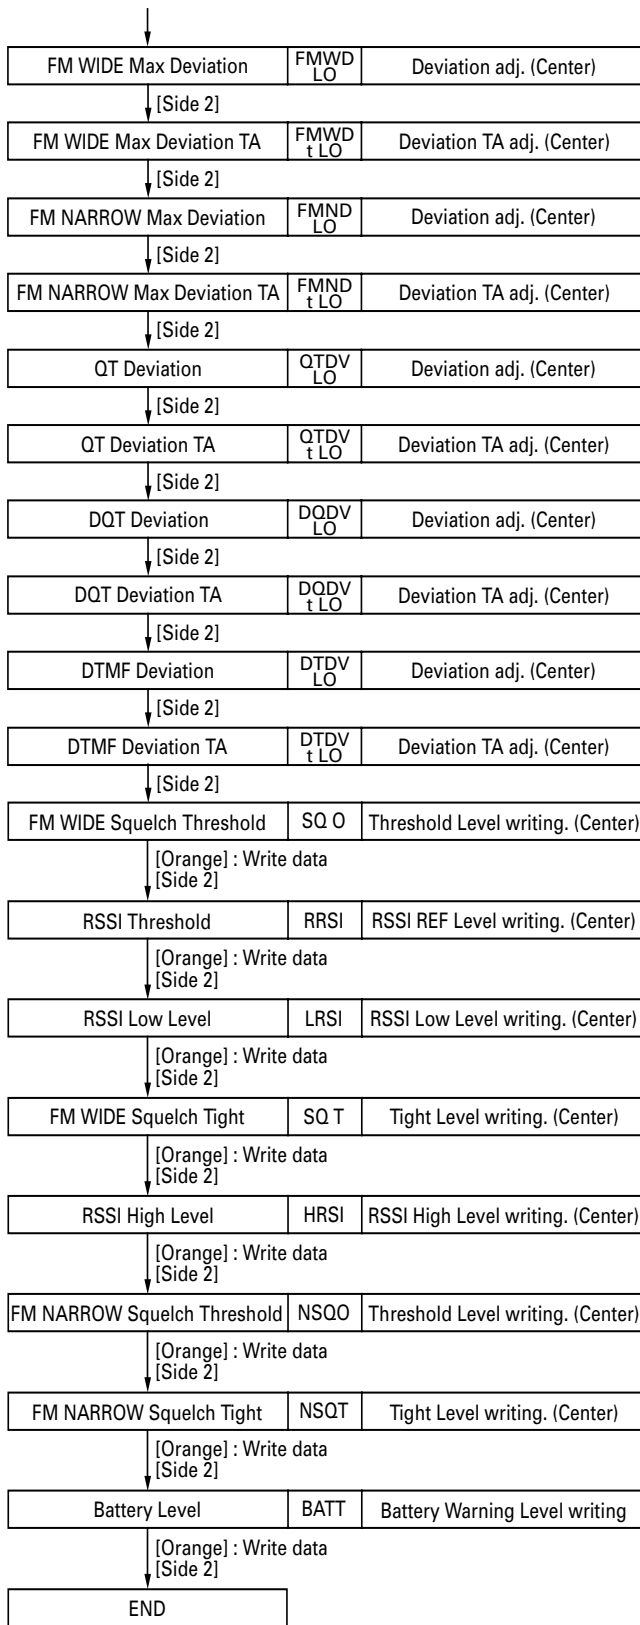 FM WIDE Max Deviation FMWD LO Deviation adj. (Center)
[Side 2]
FM WIDE Max Deviation TA FMWD t LO Deviation TA adj. (Center)
[Side 2]
FM NARROW Max Deviation FMND LO Deviation adj. (Center)
[Side 2]
FM NARROW Max Deviation TA FMND t LO Deviation TA adj. (Center)
[Side 2]
QT Deviation QTDV LO Deviation adj. (Center)
[Side 2]
QT Deviation TA QTDV t LO Deviation TA adj. (Center)
[Side 2]
DQT Deviation DQDV LO Deviation adj. (Center)
[Side 2]
DQT Deviation TA DQDV t LO Deviation TA adj. (Center)
[Side 2]
DTMF Deviation DTDV LO Deviation adj. (Center)
[Side 2]
DTMF Deviation TA DTDV t LO Deviation TA adj. (Center)
[Side 2]
FM WIDE Squelch Threshold SQ O Threshold Level writing. (Center)
[Orange] : Write data
[Side 2]
RSSI Threshold RRSI RSSI REF Level writing. (Center)
[Orange] : Write data
[Side 2]
RSSI Low Level LRSI RSSI Low Level writing. (Center)
[Orange] : Write data
[Side 2]
FM WIDE Squelch Tight SQ T Tight Level writing. (Center)
[Orange] : Write data
[Side 2]
RSSI High Level HRSI RSSI High Level writing. (Center)
[Orange] : Write data
[Side 2]
FM NARROW Squelch Threshold NSQO Threshold Level writing. (Center)
[Orange] : Write data
[Side 2]
FM NARROW Squelch Tight NSQT Tight Level writing. (Center)
[Orange] : Write data
[Side 2]
Battery Level BATT Battery Warning Level writing
[Orange] : Write data
[Side 2]
END